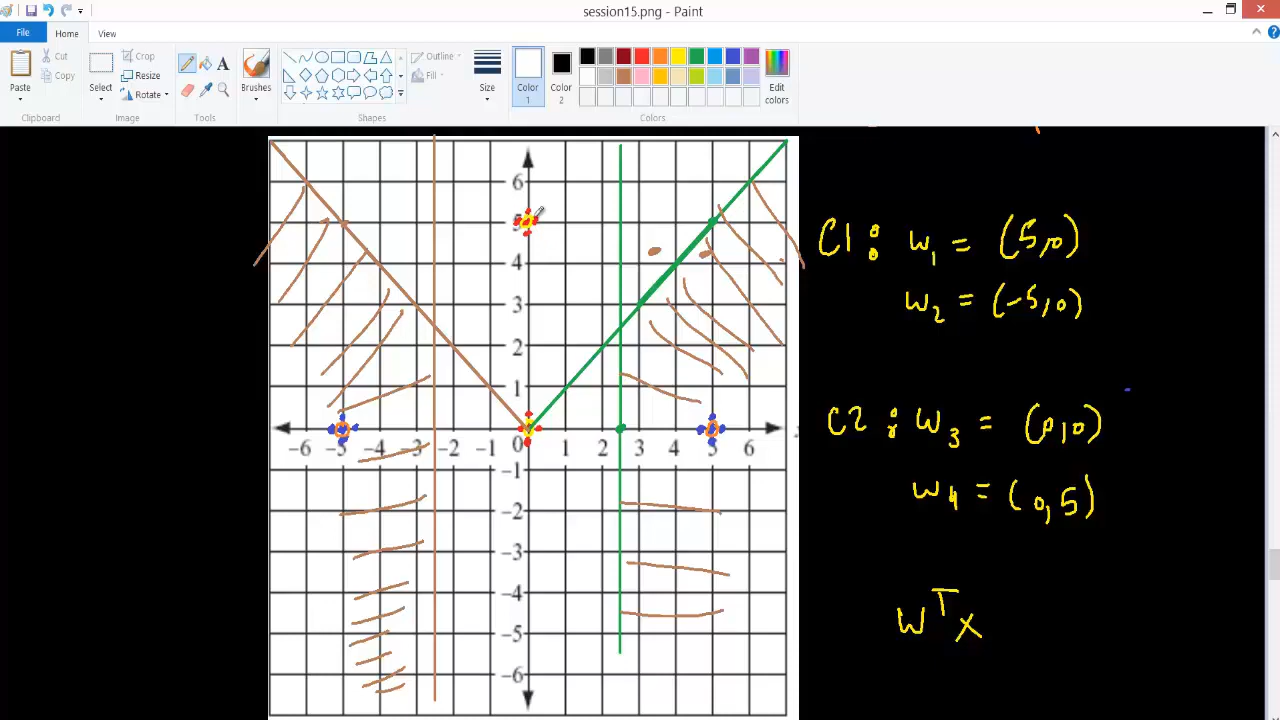 session15.png - Paint
File
Home
View
Paste
Cut
Copy
Clipboard
Select
Crop
Resize
Rotate
Image
Tools
Brushes
Shapes
Outline
Fill
Size
Color
1
Color
2
Colors
Edit
colors
6
5
4
3
2
1
-6 -5 -4 -3 -2 -1 0 1 2 3 4 5 6
-1
-2
-3
-4
-5
-6
C1 : w1 = (5,0)
w2 = (-5,0)
C2 : w3 = (0,0)
w4 = (0,5)
W^T x